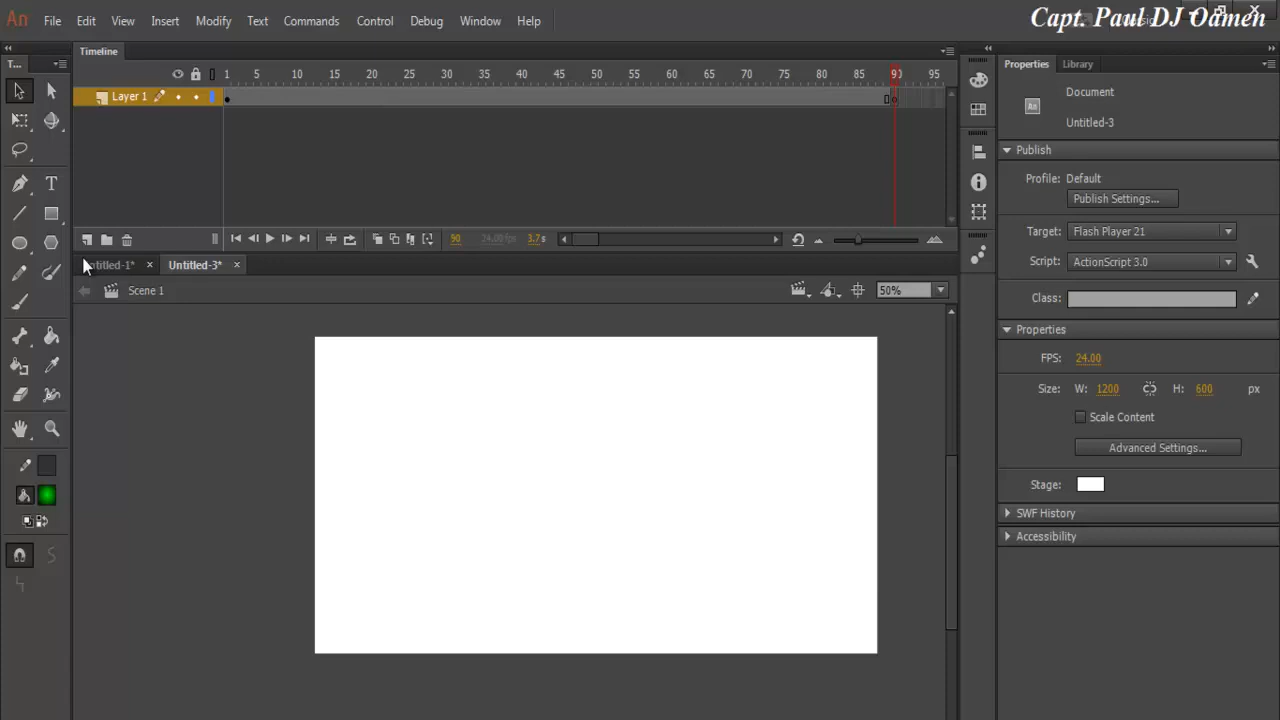 An File Edit View Insert Modify Text Commands Control Debug Window Help
Capt. Paul DJ Oamen
Timeline
T...
Properties Library
1 5 10 15 20 25 30 35 40 45 50 55 60 65 70 75 80 85 90 95
Layer 1
Document
An
Untitled-3
Publish
Profile: Default
Publish Settings...
Target: Flash Player 21
90 24.00 fps 3.7 s
Script: ActionScript 3.0
Untitled-3*
Scene 1
50%
Class:
Properties
FPS: 24.00
Size: W: 1200 H: 600 px
Scale Content
Advanced Settings...
Stage:
SWF History
Accessibility